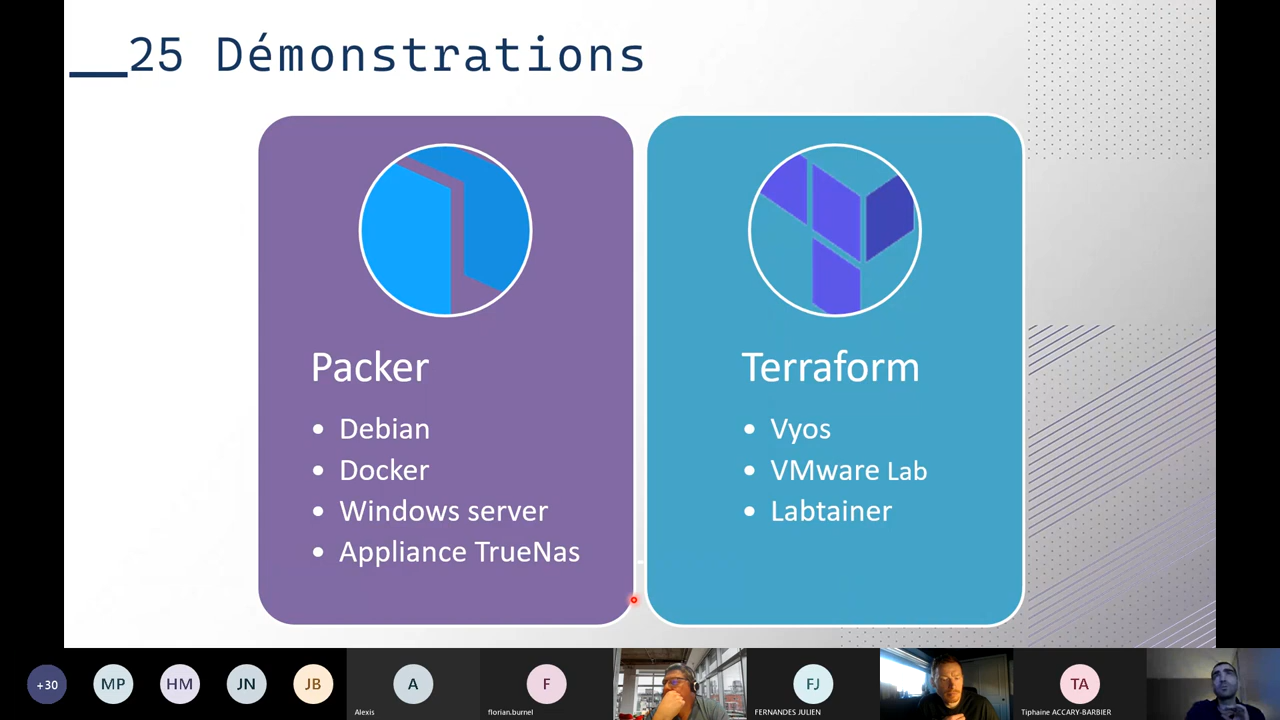 25 Démonstrations
Packer
• Debian
• Docker
• Windows server
• Appliance TrueNas
Terraform
• Vyos
• VMware Lab
• Labtainer
+30
MP
HM
JN
JB
A
Alexis
F
florian.burnel
FJ
FERNANDES JULIEN
TA
Tiphaine ACCARY-BARBIER